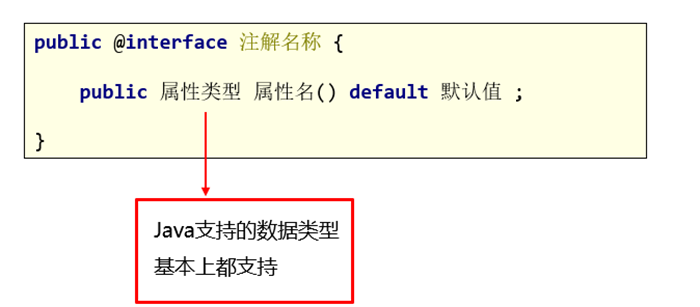 public @interface 注解名称 {
public 属性类型 属性名() default 默认值 ;
}
Java支持的数据类型
基本上都支持